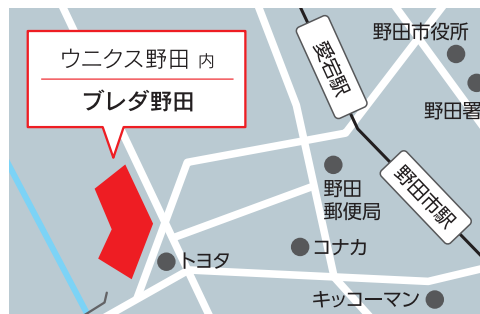 ウニクス野田 内
ブレダ野田
愛宕駅
野田市役所
野田署
野田市駅
野田
郵便局
コナカ
トヨタ
キッコーマン